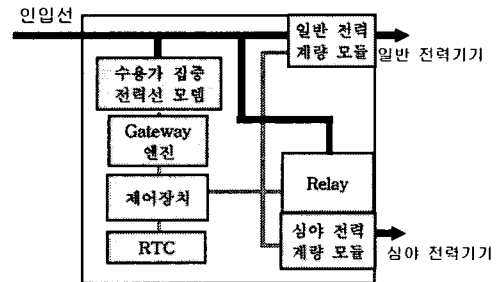 인입선
일반 전력
계량 모듈
일반 전력기기
수용가 집중
전력선 모뎀
Gateway
엔진
제어장치
Relay
RTC
심야 전력
계량 모듈
심야 전력기기